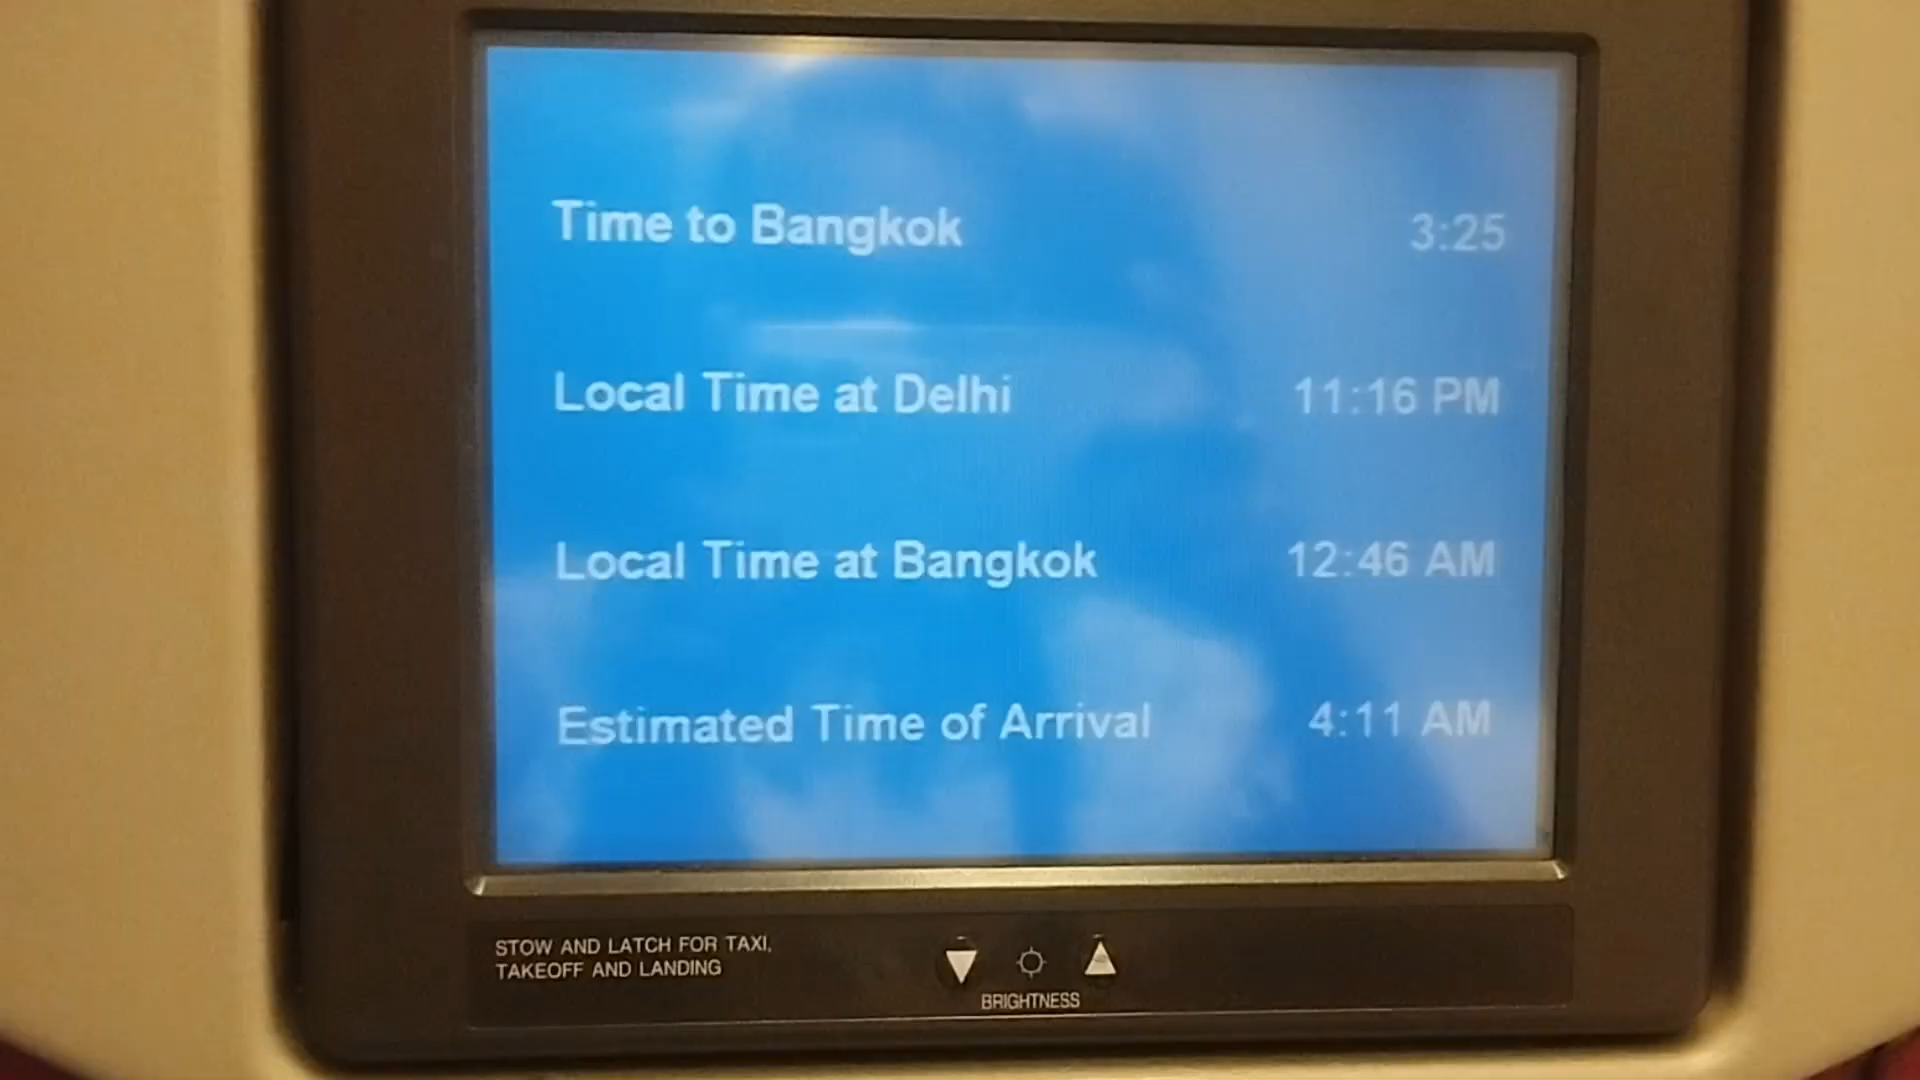 Time to Bangkok 3:25
Local Time at Delhi 11:16 PM
Local Time at Bangkok 12:46 AM
Estimated Time of Arrival 4:11 AM
STOW AND LATCH FOR TAXI,
TAKEOFF AND LANDING
BRIGHTNESS